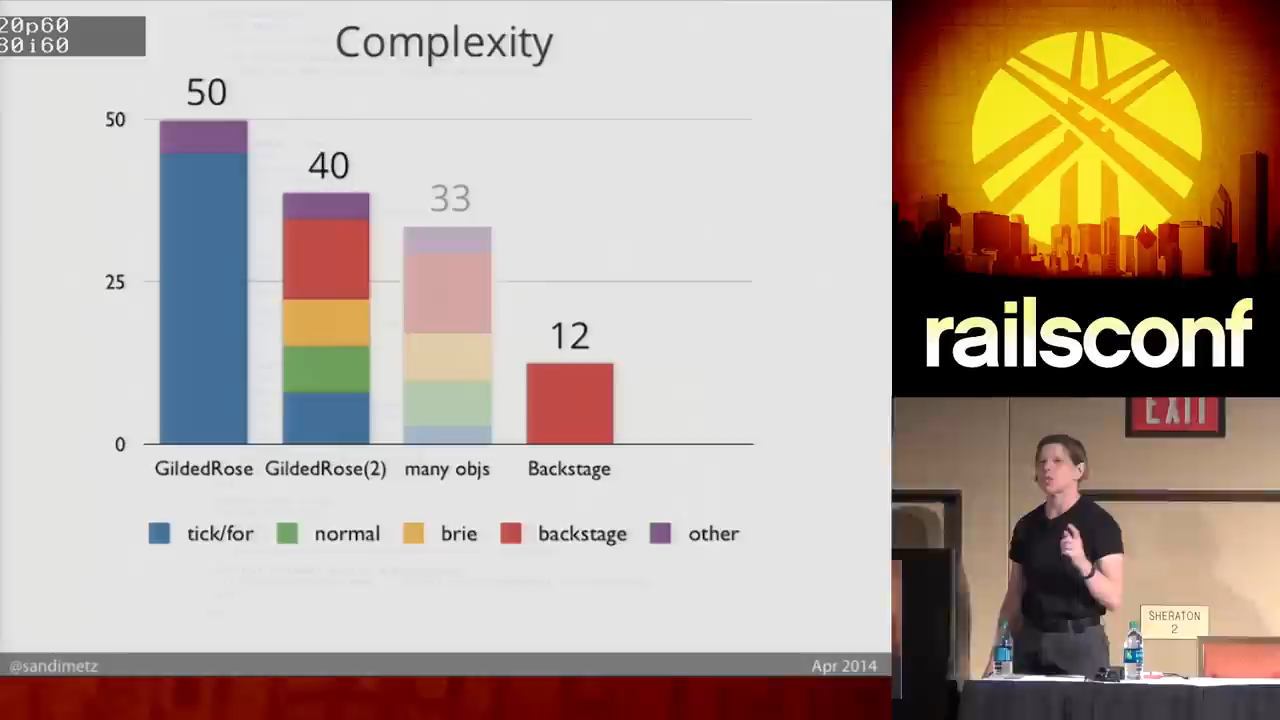 20p60
30i60
Complexity
50
40
33
12
50
25
0
GildedRose GildedRose(2) many objs Backstage
tick/for normal brie backstage other
@sandimetz Apr 2014
railsconf
EXIT
SHERATON
2